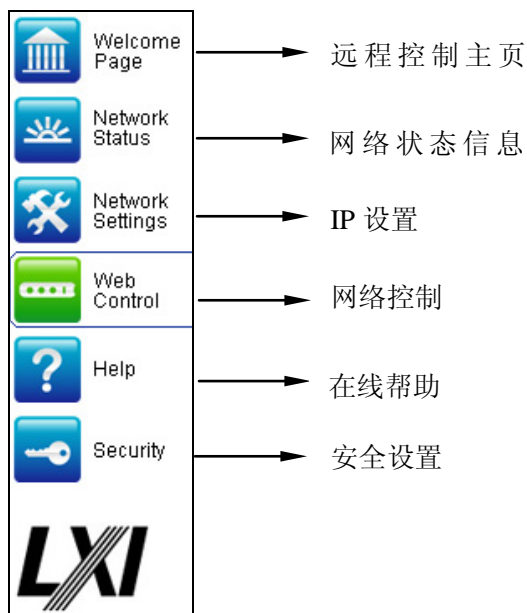 Welcome
Page
远程控制主页
Network
Status
网络状态信息
Network
Settings
IP 设置
Web
Control
网络控制
Help
在线帮助
Security
安全设置
LXI